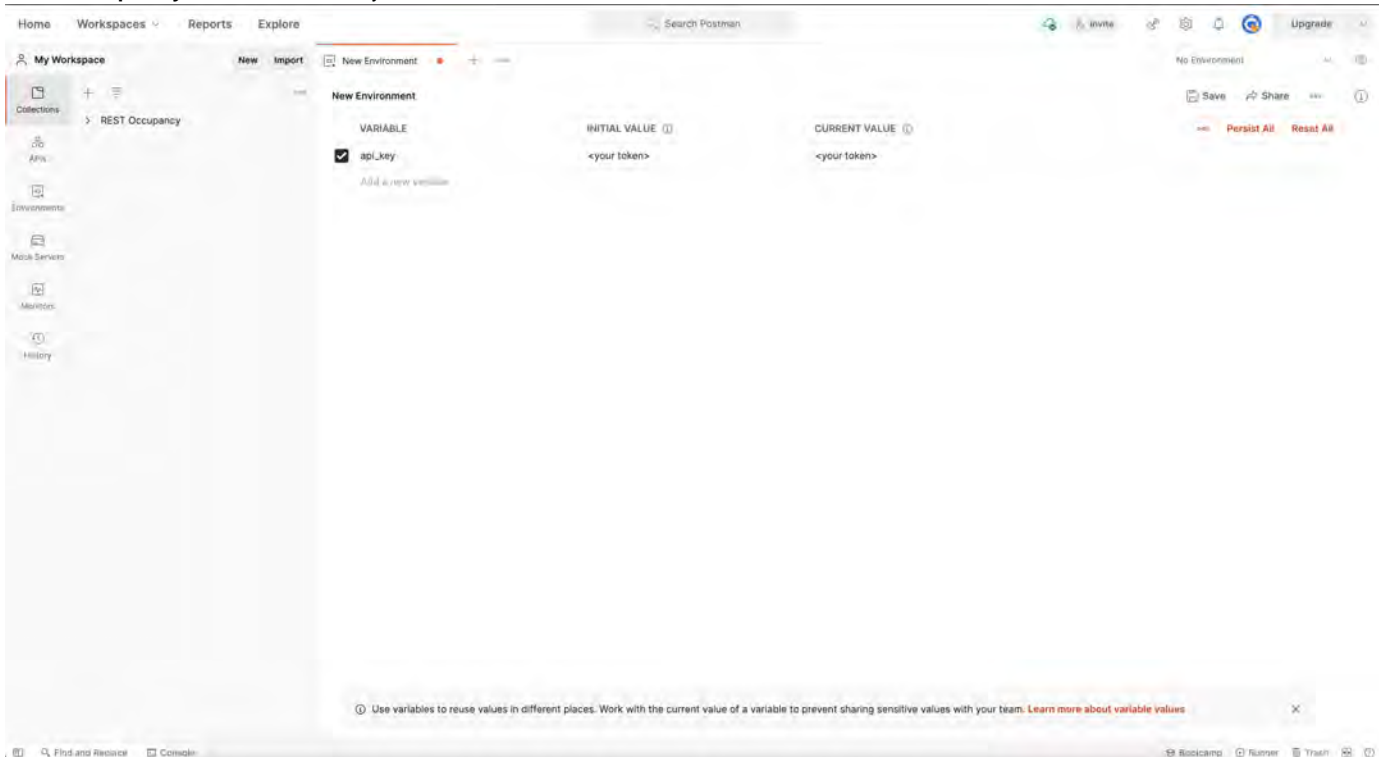 Home Workspaces Reports Explore Search Postman Invite Upgrade
My Workspace New Import New Environment No Environment
Collections
REST Occupancy
APIs
Environments
Mock Servers
Monitors
History
New Environment Save Share
VARIABLE INITIAL VALUE CURRENT VALUE Persist All Reset All
api_key <your token> <your token>
Add a new variable
Use variables to reuse values in different places. Work with the current value of a variable to prevent sharing sensitive values with your team. Learn more about variable values
Find and Replace Console Bootcamp Runner Trash